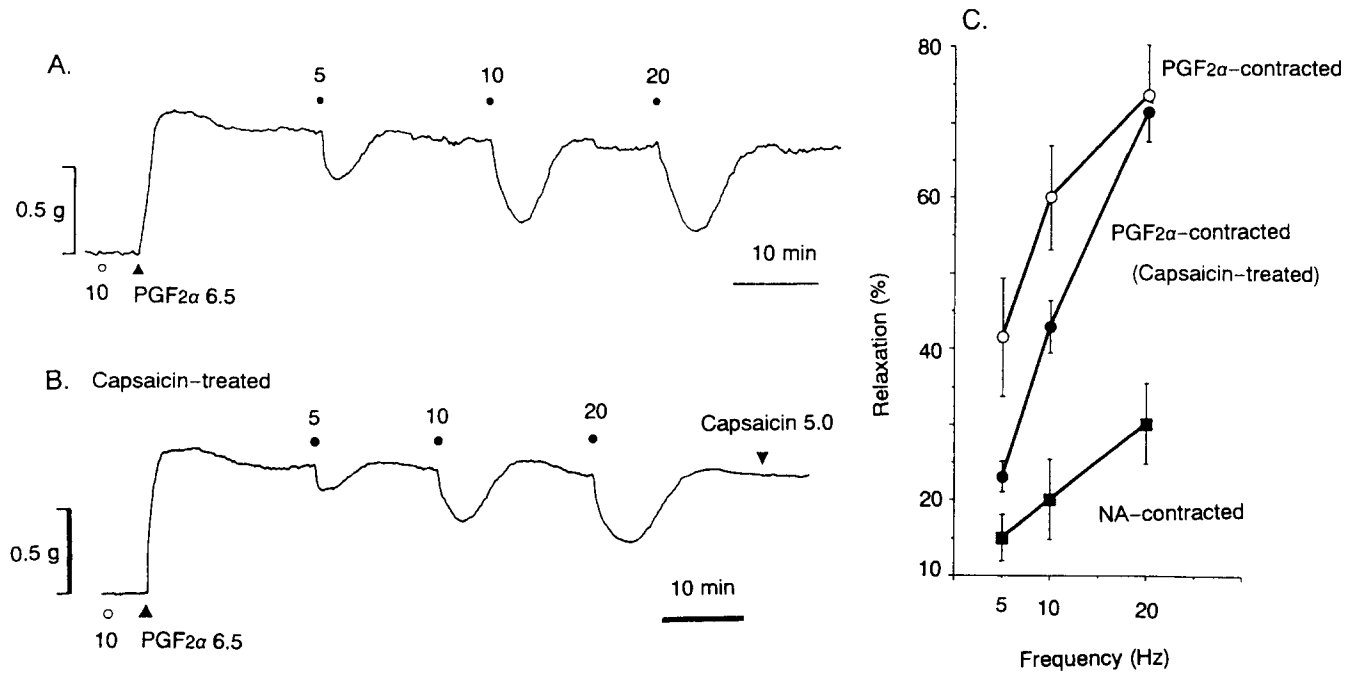 A.
5
10
20
0.5 g
10 min
10
PGF2α 6.5
B. Capsaicin-treated
5
10
20
Capsaicin 5.0
0.5 g
10 min
10
PGF2α 6.5
C.
80
60
40
20
10
Relaxation (%)
PGF2α-contracted
PGF2α-contracted
(Capsaicin-treated)
NA-contracted
5
10
20
Frequency (Hz)